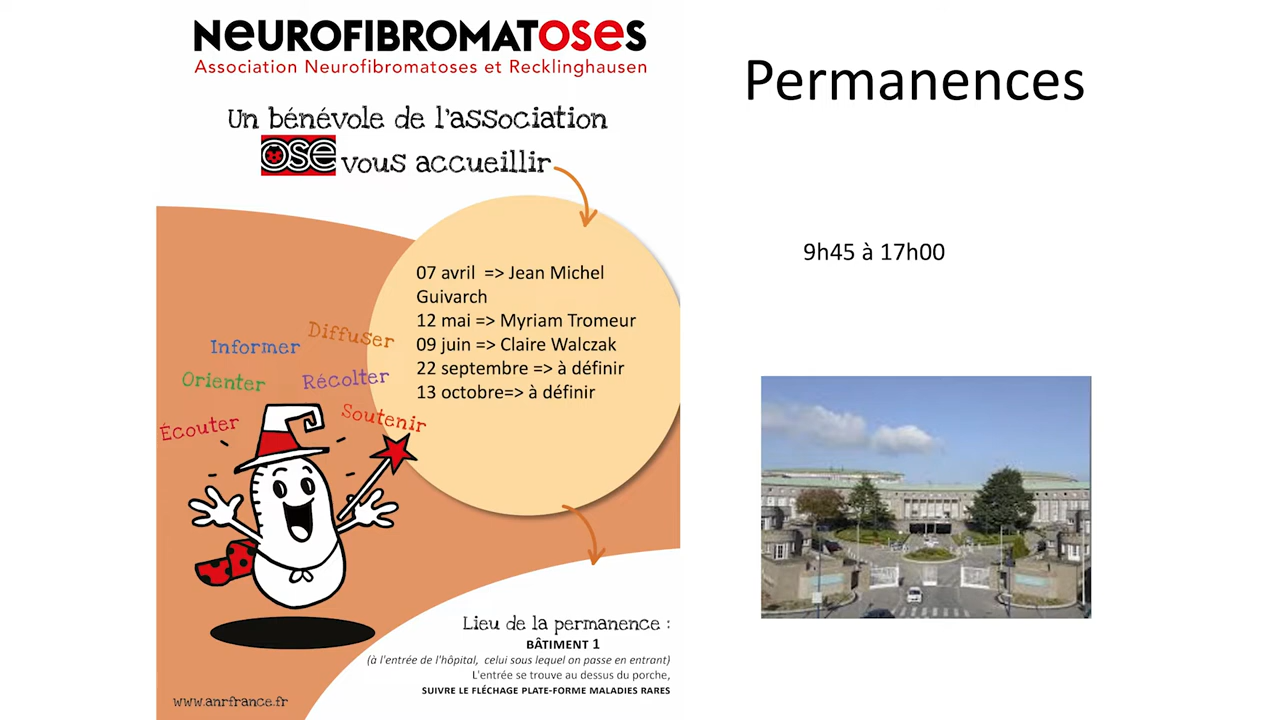 NeUROFIBROMATOSeS
Association Neurofibromatoses et Recklinghausen
Un bénévole de l'association
ose vous accueillir
07 avril => Jean Michel
Guivarch
12 mai => Myriam Tromeur
09 juin => Claire Walczak
22 septembre => à définir
13 octobre=> à définir
Diffuser
Informer
Orienter
Récolter
Écouter
Soutenir
Lieu de la permanence :
BÂTIMENT 1
(à l'entrée de l'hôpital, celui sous lequel on passe en entrant)
L'entrée se trouve au dessus du porche,
SUIVRE LE FLÉCHAGE PLATE-FORME MALADIES RARES
www.anrfrance.fr
Permanences
9h45 à 17h00